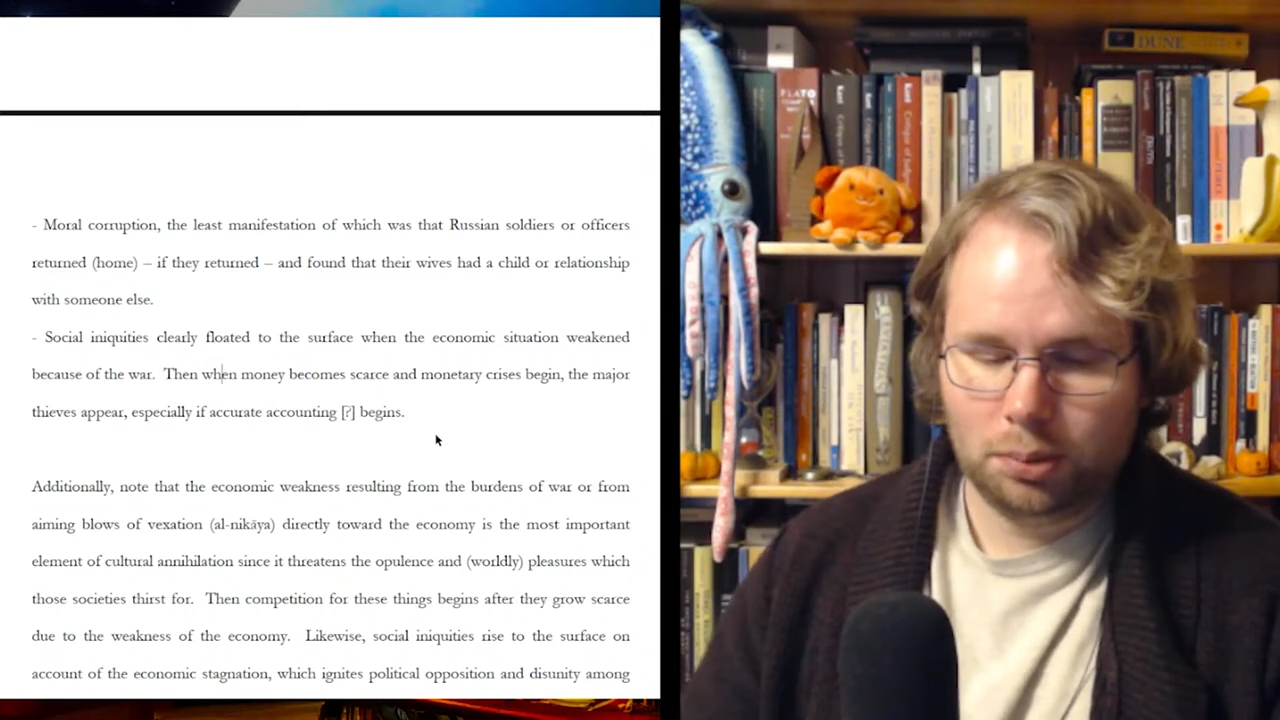 - Moral corruption, the least manifestation of which was that Russian soldiers or officers
returned (home) – if they returned – and found that their wives had a child or relationship
with someone else.
- Social iniquities clearly floated to the surface when the economic situation weakened
because of the war.  Then when money becomes scarce and monetary crises begin, the major
thieves appear, especially if accurate accounting [?] begins.
Additionally, note that the economic weakness resulting from the burdens of war or from
aiming blows of vexation (al-nikāya) directly toward the economy is the most important
element of cultural annihilation since it threatens the opulence and (worldly) pleasures which
those societies thirst for.  Then competition for these things begins after they grow scarce
due to the weakness of the economy.  Likewise, social iniquities rise to the surface on
account of the economic stagnation, which ignites political opposition and disunity among
DUNE
PLATO
Kant
Kant
Critique of
LEVIATHAN